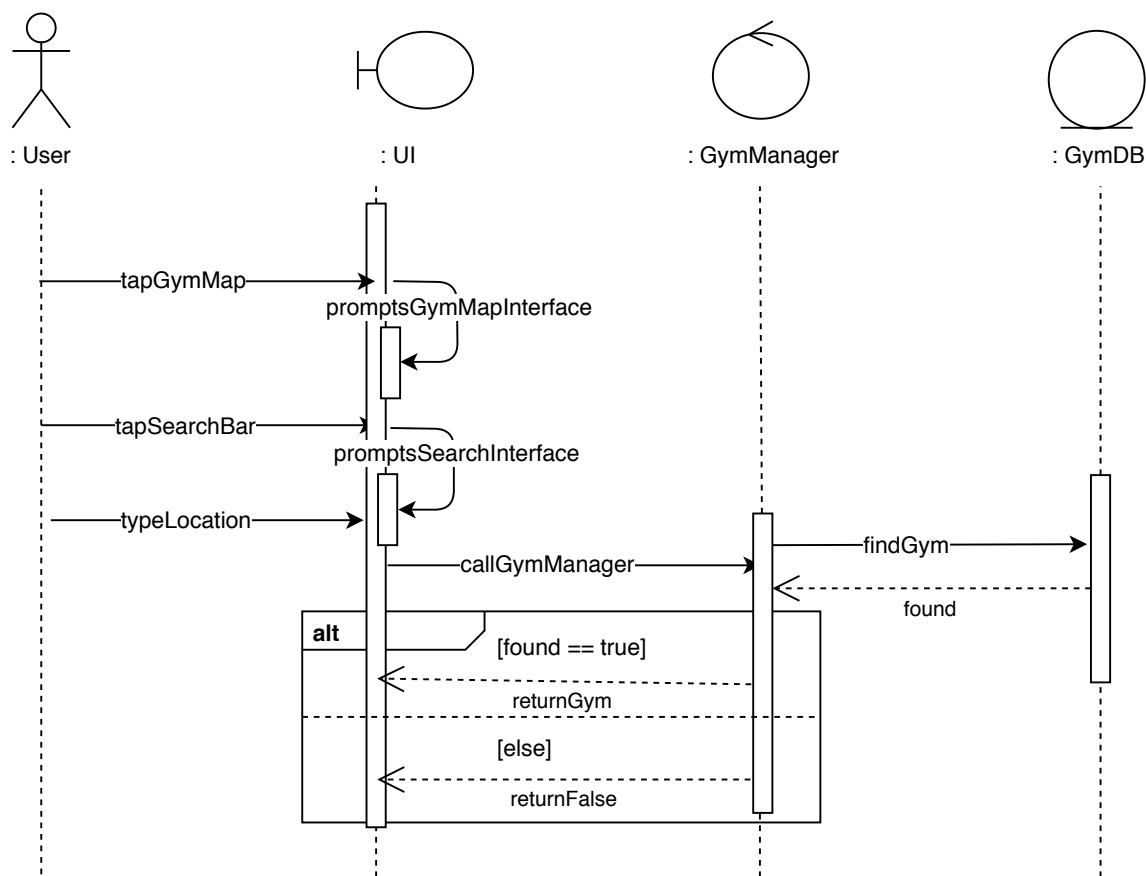 : User
: UI
: GymManager
: GymDB
tapGymMap
promptsGymMapInterface
tapSearchBar
promptsSearchInterface
typeLocation
findGym
callGymManager
found
alt
[found == true]
returnGym
[else]
returnFalse